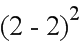 (2 - 2)²